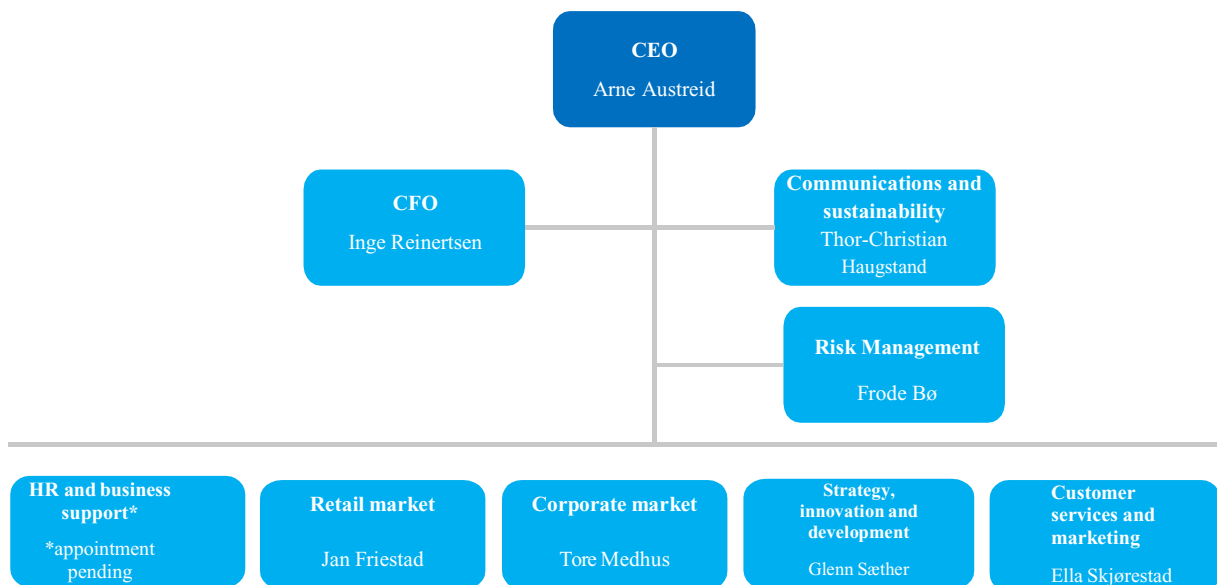 CEO
Arne Austreid
CFO
Inge Reinertsen
Communications and
sustainability
Thor-Christian
Haugstand
Risk Management
Frode Bø
HR and business
support*
*appointment
pending
Retail market
Jan Friestad
Corporate market
Tore Medhus
Strategy,
innovation and
development
Glenn Sæther
Customer
services and
marketing
Ella Skjørestad